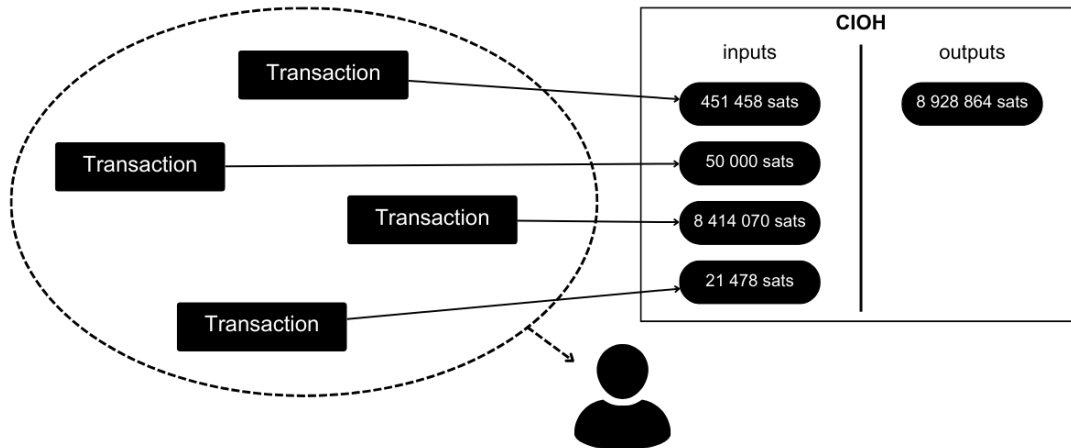 CIOH
inputs
outputs
Transaction
451 458 sats
8 928 864 sats
Transaction
50 000 sats
Transaction
8 414 070 sats
Transaction
21 478 sats